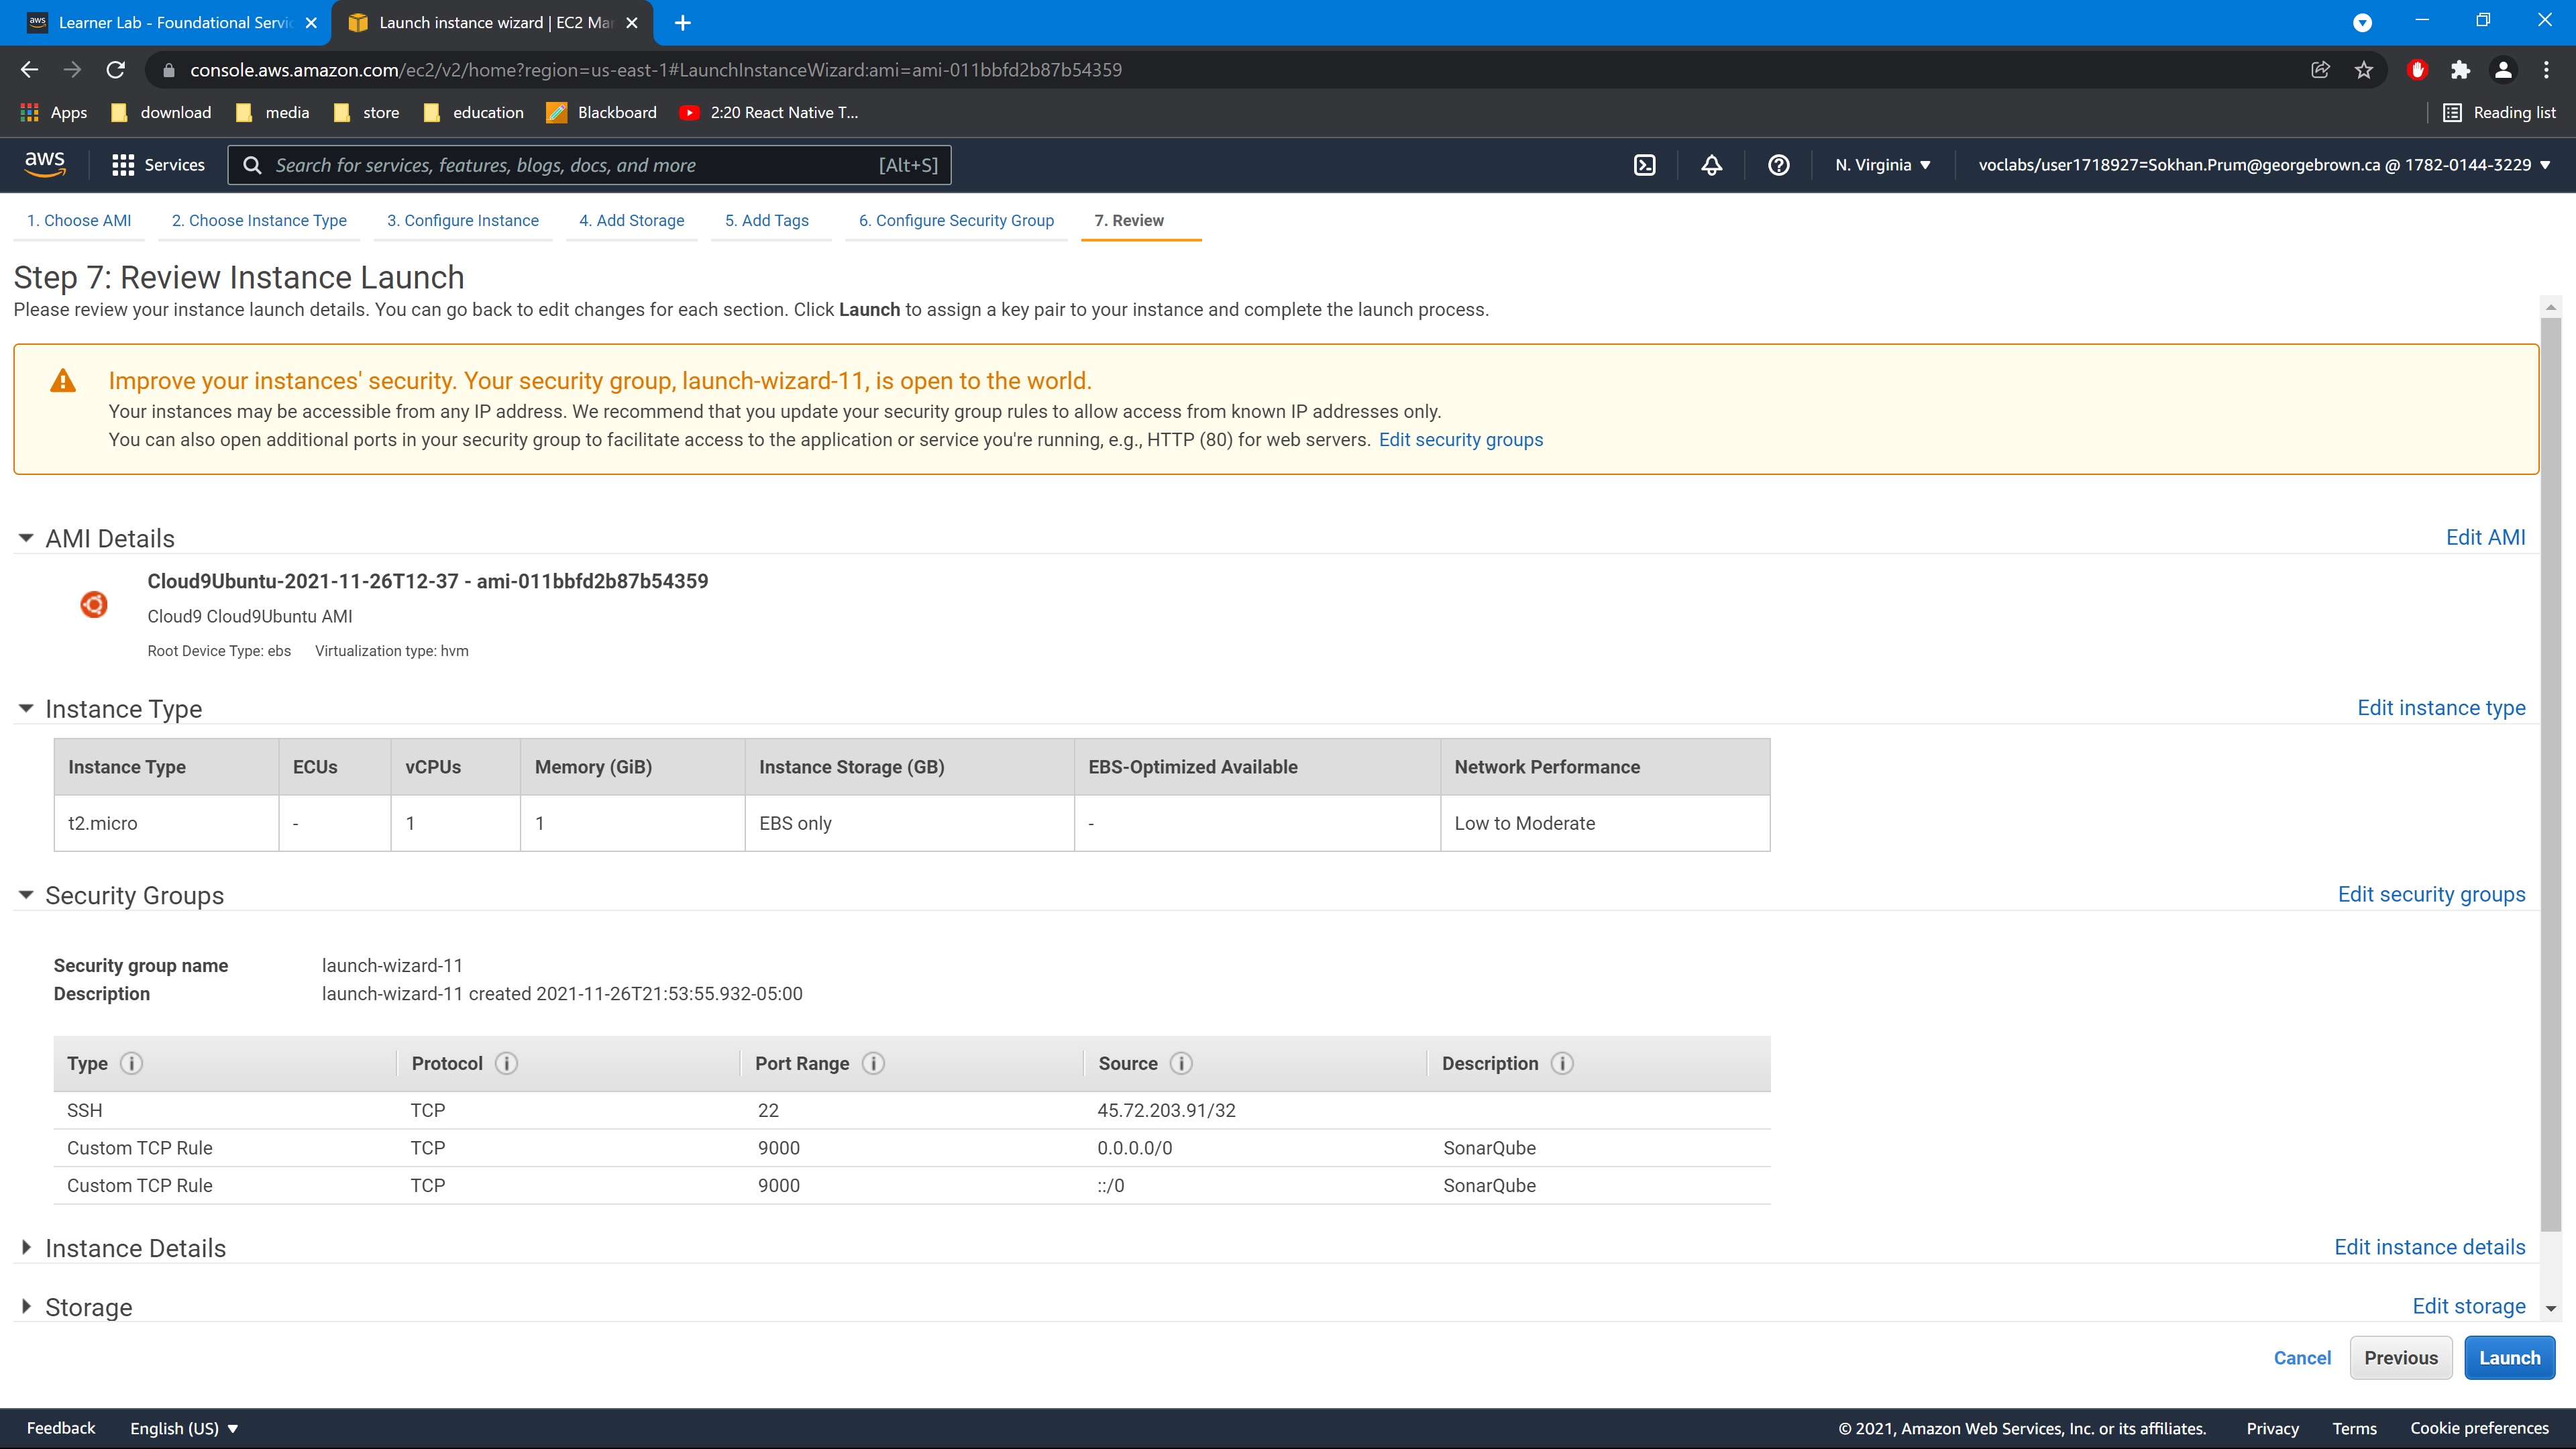 aws Learner Lab - Foundational Servi
Launch instance wizard | EC2 Ma
console.aws.amazon.com/ec2/v2/home?region=us-east-1#LaunchInstanceWizard:ami=ami-011bbfd2b87b54359
Apps download media store education Blackboard 2:20 React Native T... Reading list
aws Services Search for services, features, blogs, docs, and more [Alt+S] N. Virginia voclabs/user1718927=Sokhan.Prum@georgebrown.ca @ 1782-0144-3229
1. Choose AMI 2. Choose Instance Type 3. Configure Instance 4. Add Storage 5. Add Tags 6. Configure Security Group 7. Review
Step 7: Review Instance Launch
Please review your instance launch details. You can go back to edit changes for each section. Click Launch to assign a key pair to your instance and complete the launch process.
Improve your instances' security. Your security group, launch-wizard-11, is open to the world.
Your instances may be accessible from any IP address. We recommend that you update your security group rules to allow access from known IP addresses only.
You can also open additional ports in your security group to facilitate access to the application or service you're running, e.g., HTTP (80) for web servers. Edit security groups
AMI Details Edit AMI
Cloud9Ubuntu-2021-11-26T12-37 - ami-011bbfd2b87b54359
Cloud9 Cloud9Ubuntu AMI
Root Device Type: ebs Virtualization type: hvm
Instance Type Edit instance type
Instance Type ECUs vCPUs Memory (GiB) Instance Storage (GB) EBS-Optimized Available Network Performance
t2.micro - 1 1 EBS only - Low to Moderate
Security Groups Edit security groups
Security group name launch-wizard-11
Description launch-wizard-11 created 2021-11-26T21:53:55.932-05:00
Type i Protocol i Port Range i Source i Description i
SSH TCP 22 45.72.203.91/32
Custom TCP Rule TCP 9000 0.0.0.0/0 SonarQube
Custom TCP Rule TCP 9000 ::/0 SonarQube
Instance Details Edit instance details
Storage Edit storage
Cancel Previous Launch
Feedback English (US) © 2021, Amazon Web Services, Inc. or its affiliates. Privacy Terms Cookie preferences